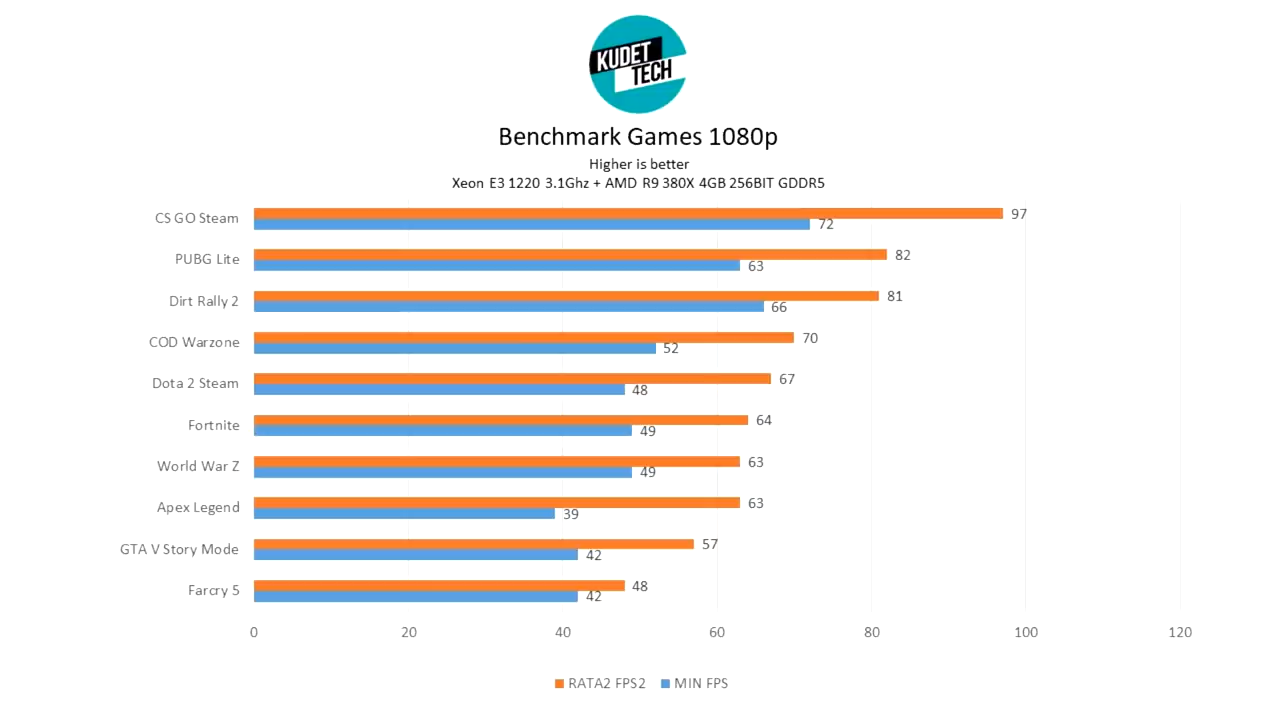 KUDET
TECH
Benchmark Games 1080p
Higher is better
Xeon E3 1220 3.1Ghz + AMD R9 380X 4GB 256BIT GDDR5
CS GO Steam 97
72
PUBG Lite 82
63
Dirt Rally 2 81
66
COD Warzone 70
52
Dota 2 Steam 67
48
Fortnite 64
49
World War Z 63
49
Apex Legend 63
39
GTA V Story Mode 57
42
Farcry 5 48
42
0 20 40 60 80 100 120
RATA2 FPS2 MIN FPS